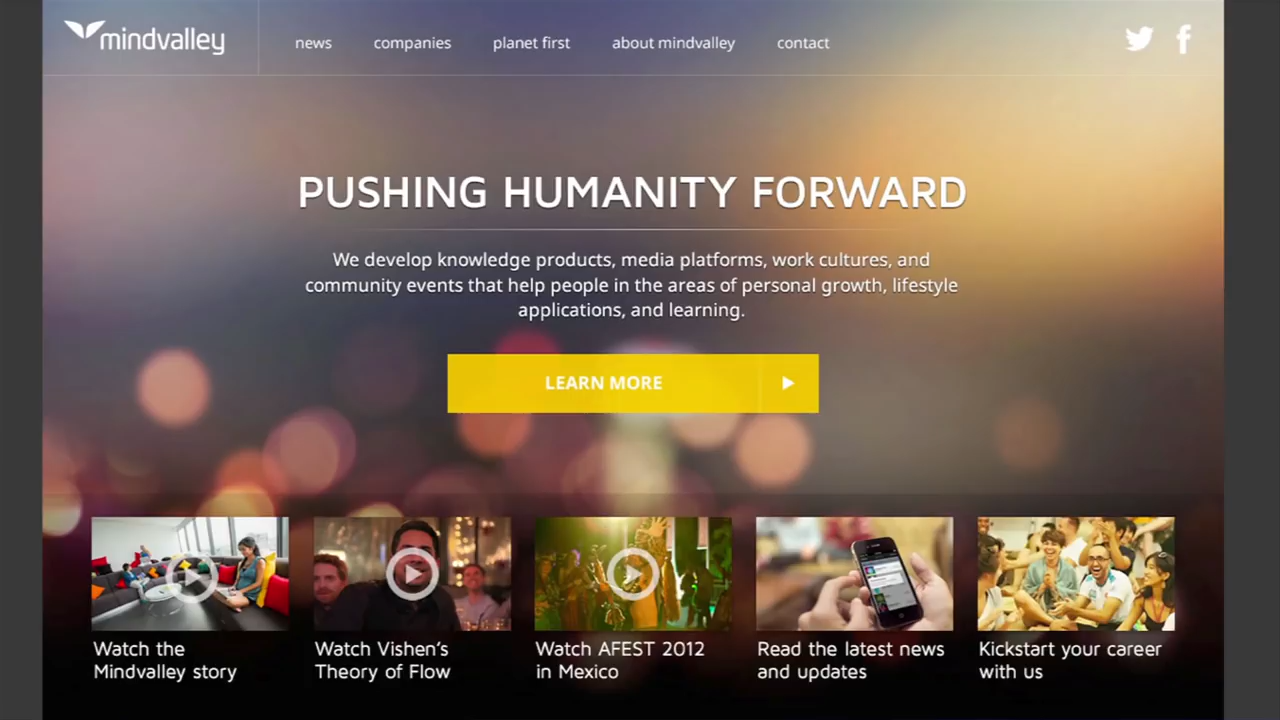 mindvalley
news
companies
planet first
about mindvalley
contact
PUSHING HUMANITY FORWARD
We develop knowledge products, media platforms, work cultures, and
community events that help people in the areas of personal growth, lifestyle
applications, and learning.
LEARN MORE
Watch the
Mindvalley story
Watch Vishen's
Theory of Flow
Watch AFEST 2012
in Mexico
Read the latest news
and updates
Kickstart your career
with us